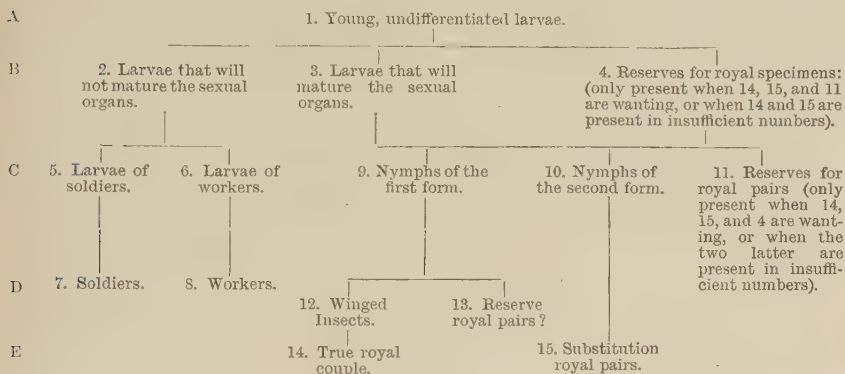 A
1. Young, undifferentiated larvae.
B
2. Larvae that will
not mature the sexual
organs.
3. Larvae that will
mature the sexual
organs.
4. Reserves for royal specimens:
(only present when 14, 15, and 11
are wanting, or when 14 and 15 are
present in insufficient numbers).
C
5. Larvae of
soldiers.
6. Larvae of
workers.
9. Nymphs of the
first form.
10. Nymphs of
the second form.
11. Reserves for
royal pairs (only
present when 14,
15, and 4 are want-
ing, or when the
two latter are
present in insuffi-
cient numbers).
D
7. Soldiers.
8. Workers.
12. Winged
Insects.
13. Reserve
royal pairs?
E
14. True royal
couple.
15. Substitution
royal pairs.